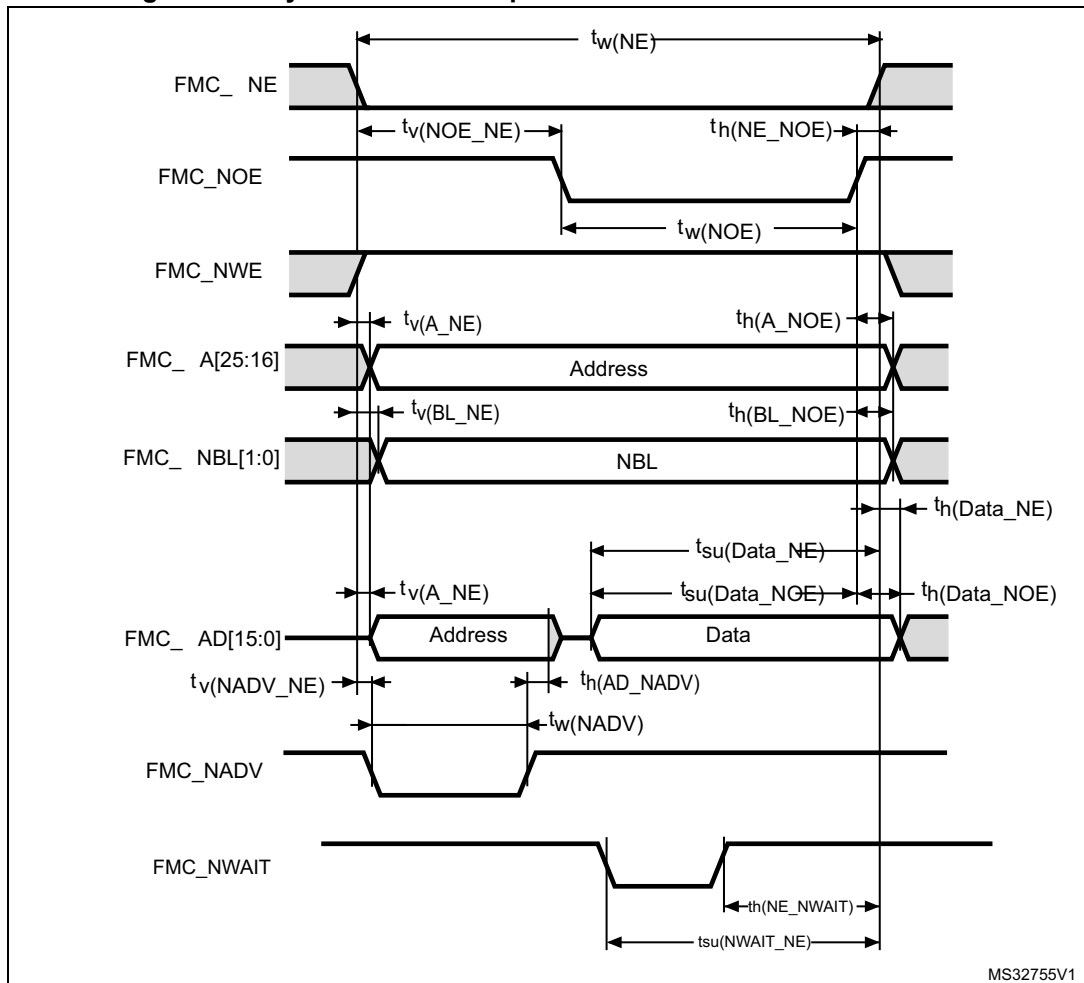 tw(NE)
FMC_ NE
tv(NOE_NE)
th(NE_NOE)
FMC_NOE
tw(NOE)
FMC_NWE
tv(A_NE)
th(A_NOE)
FMC_ A[25:16]
Address
tv(BL_NE)
th(BL_NOE)
FMC_ NBL[1:0]
NBL
th(Data_NE)
tsu(Data_NE)
tv(A_NE)
tsu(Data_NOE)
th(Data_NOE)
FMC_ AD[15:0]
Address
Data
tv(NADV_NE)
th(AD_NADV)
tw(NADV)
FMC_NADV
FMC_NWAIT
th(NE_NWAIT)
tsu(NWAIT_NE)
MS32755V1